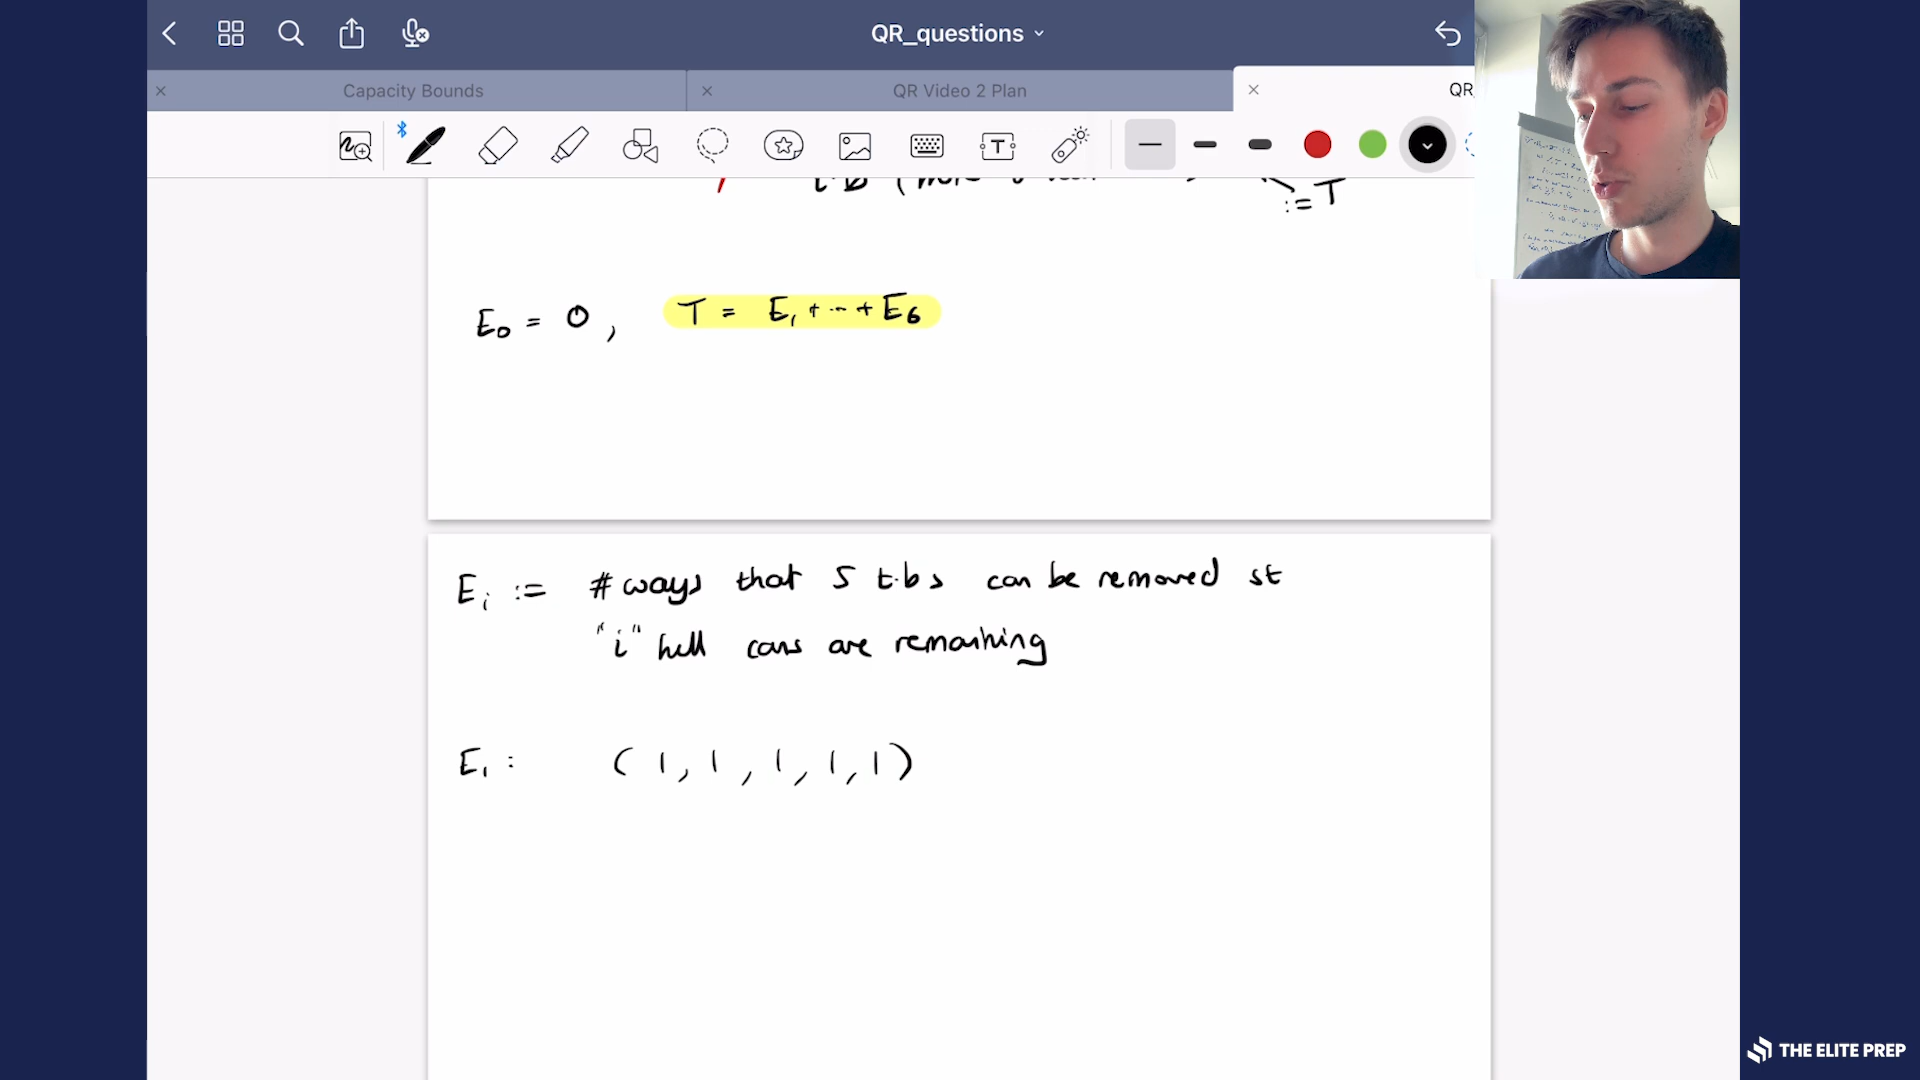 QR_questions
Capacity Bounds
QR Video 2 Plan
QR
:= T
E₀ = 0 , T = E₁ + ... + E₆
Eᵢ := # ways that 5 t.bs can be removed st
"i" full cans are remaining
E₁ : ( 1 , 1 , 1 , 1 , 1 )
THE ELITE PREP